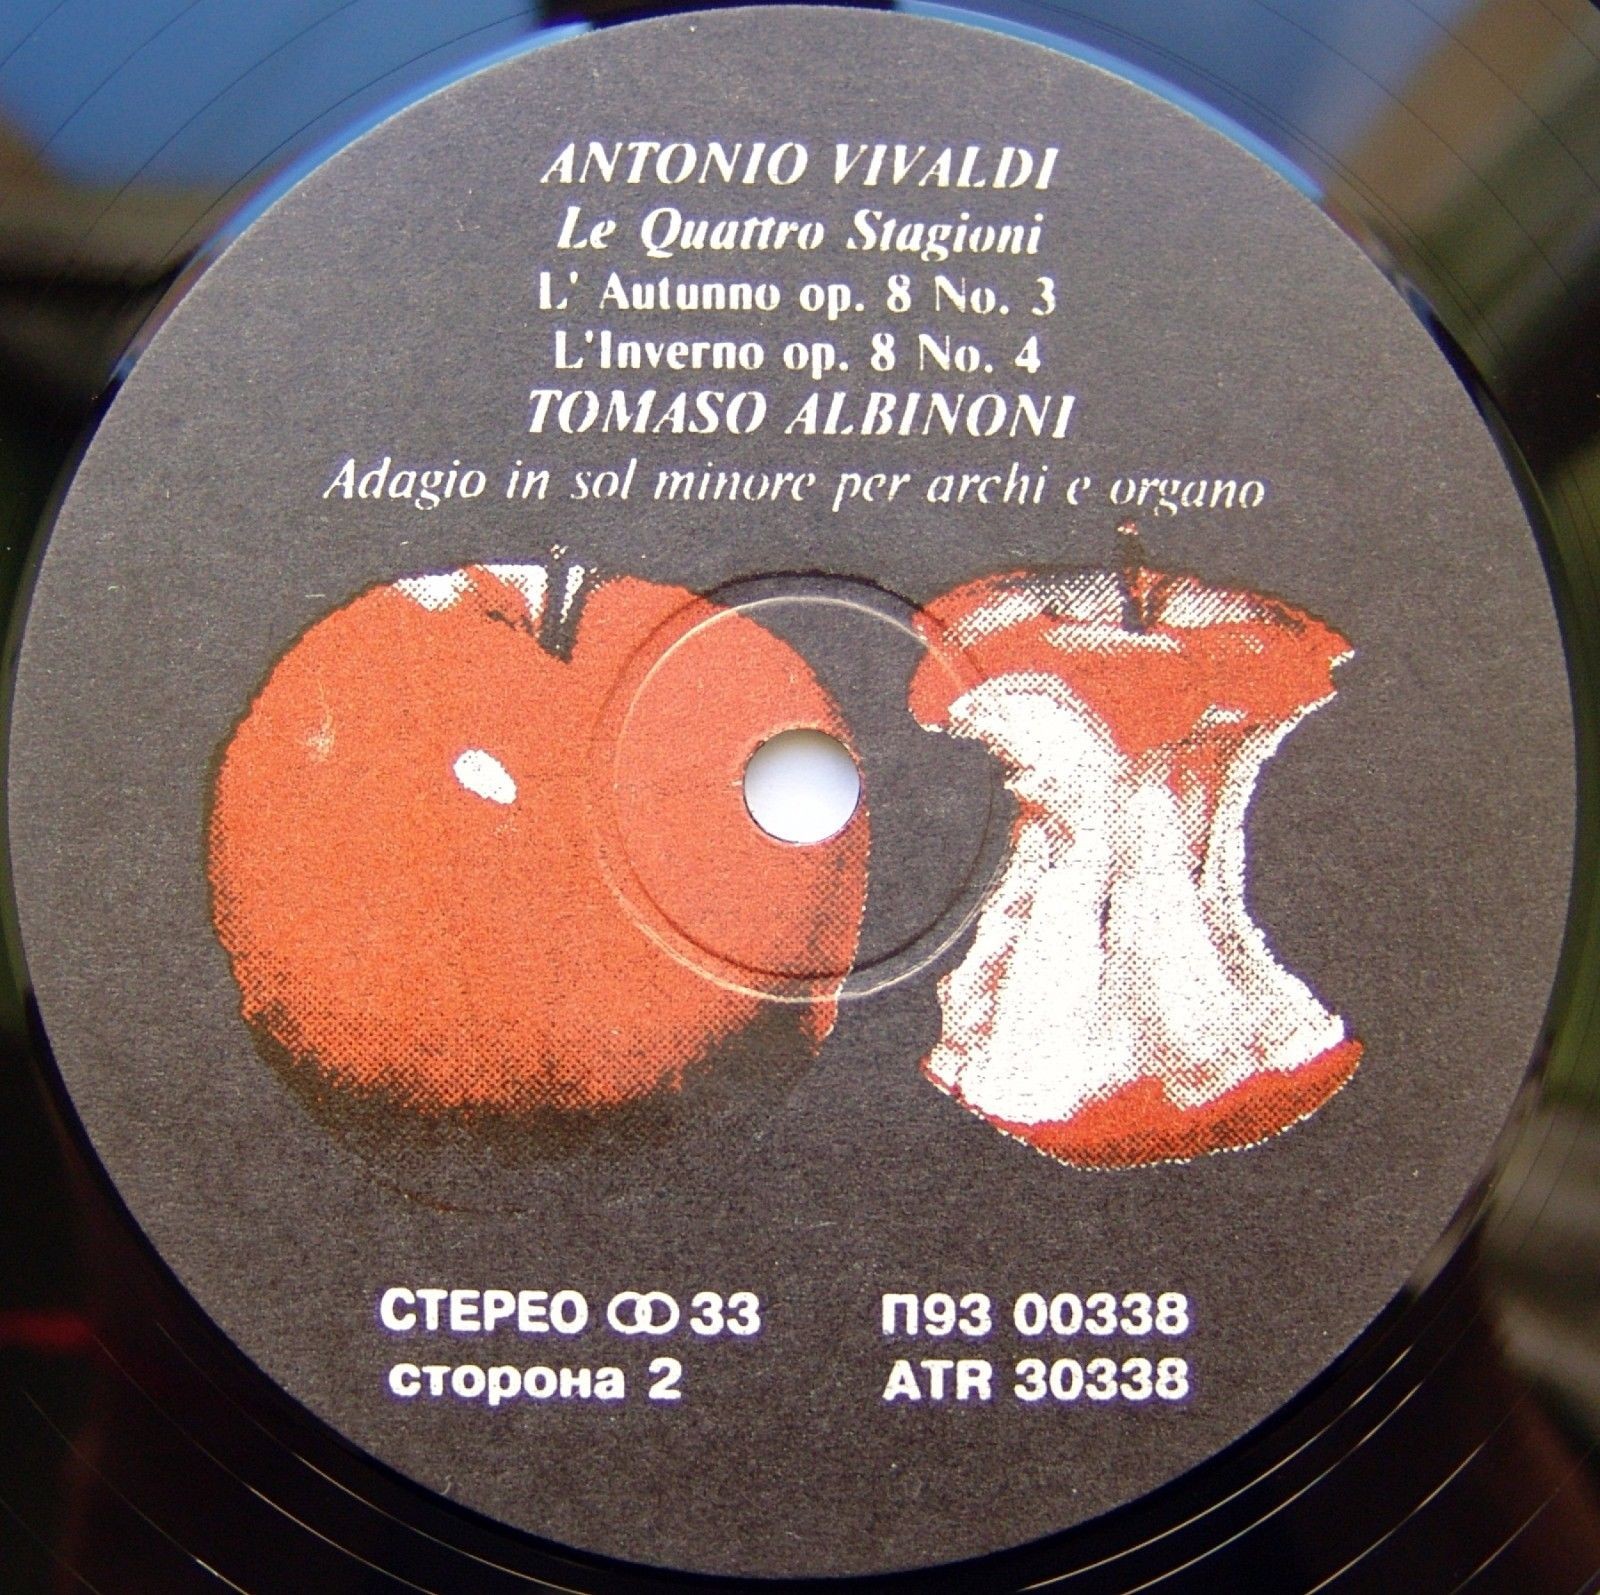 ANTONIO VIVALDI
Le Quattro Stagioni
L' Autunno op. 8 No. 3
L'Inverno op. 8 No. 4
TOMASO ALBINONI
Adagio in sol minore per archi e organo
СТЕРЕО 33 П93 00338
сторона 2 ATR 30338